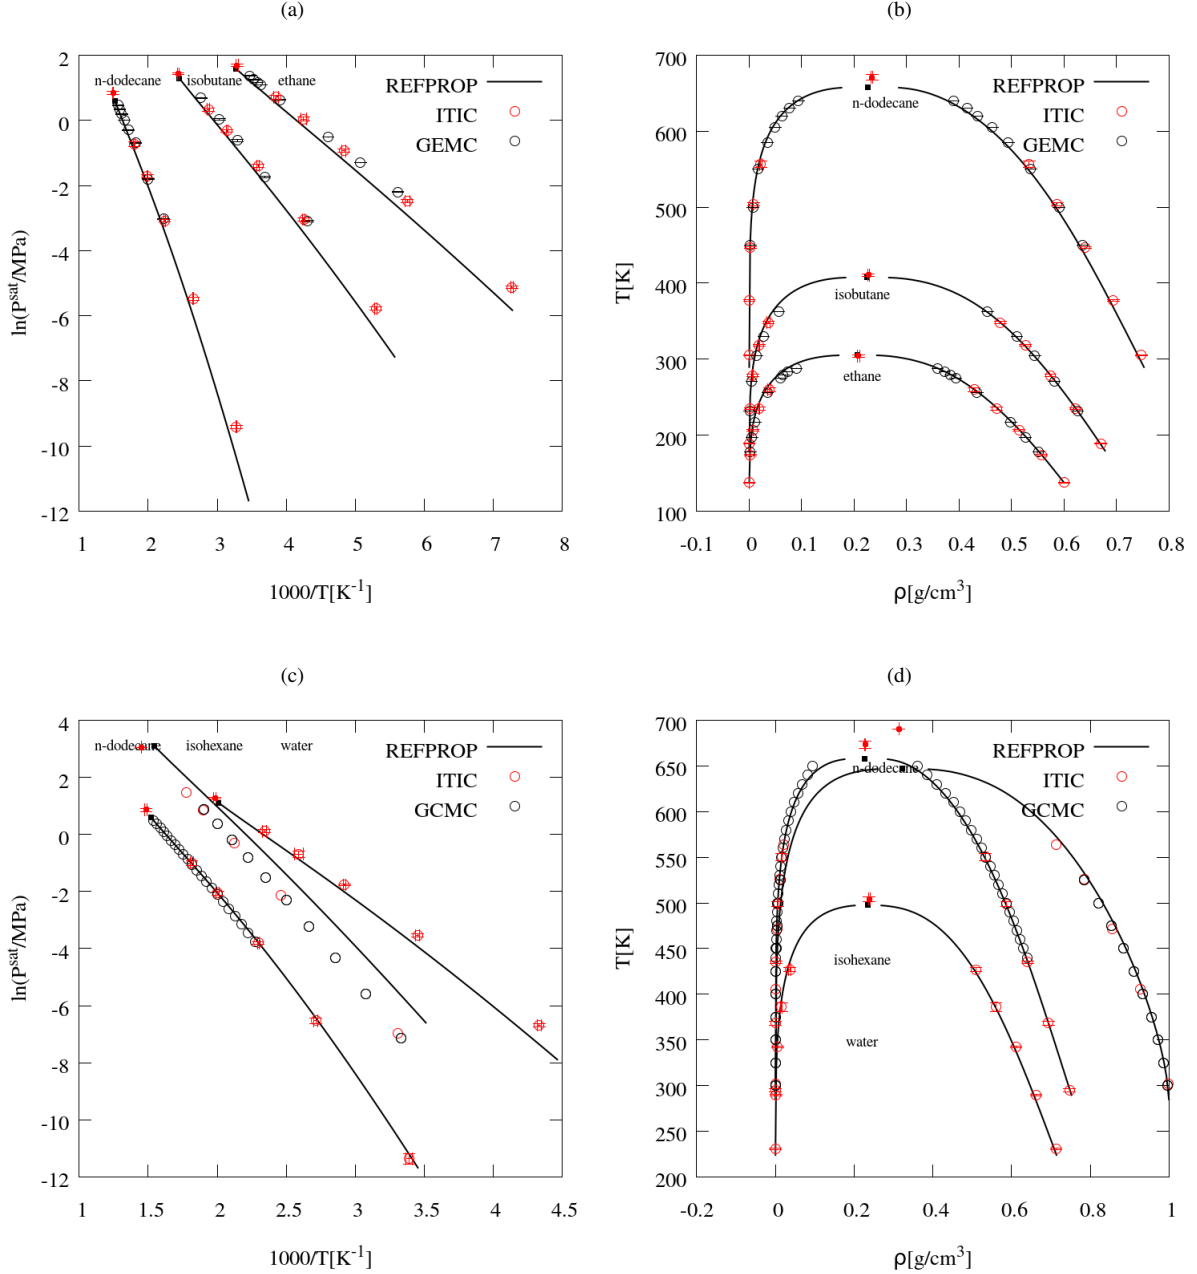 (a)
2
0
-2
-4
-6
-8
-10
-12
1
2
3
4
5
6
7
8
ln(P^sat/MPa)
1000/T[K^-1]
n-dodecane
isobutane
ethane
REFPROP
ITIC
GEMC
(b)
700
600
500
400
300
200
100
-0.1
0
0.1
0.2
0.3
0.4
0.5
0.6
0.7
0.8
T[K]
ρ[g/cm^3]
REFPROP
ITIC
GEMC
n-dodecane
isobutane
ethane
(c)
4
2
0
-2
-4
-6
-8
-10
-12
1
1.5
2
2.5
3
3.5
4
4.5
ln(P^sat/MPa)
1000/T[K^-1]
n-dodecane
isohexane
water
REFPROP
ITIC
GCMC
(d)
700
650
600
550
500
450
400
350
300
250
200
-0.2
0
0.2
0.4
0.6
0.8
1
T[K]
ρ[g/cm^3]
REFPROP
ITIC
GCMC
n-dodecane
isohexane
water